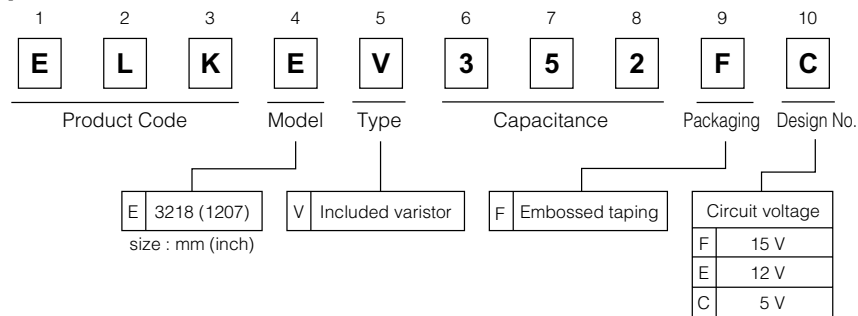 1 2 3 4 5 6 7 8 9 10
E L K E V 3 5 2 F C
Product Code Model Type Capacitance Packaging Design No.
E 3218 (1207) V Included varistor F Embossed taping Circuit voltage
size : mm (inch)
F 15 V
E 12 V
C 5 V